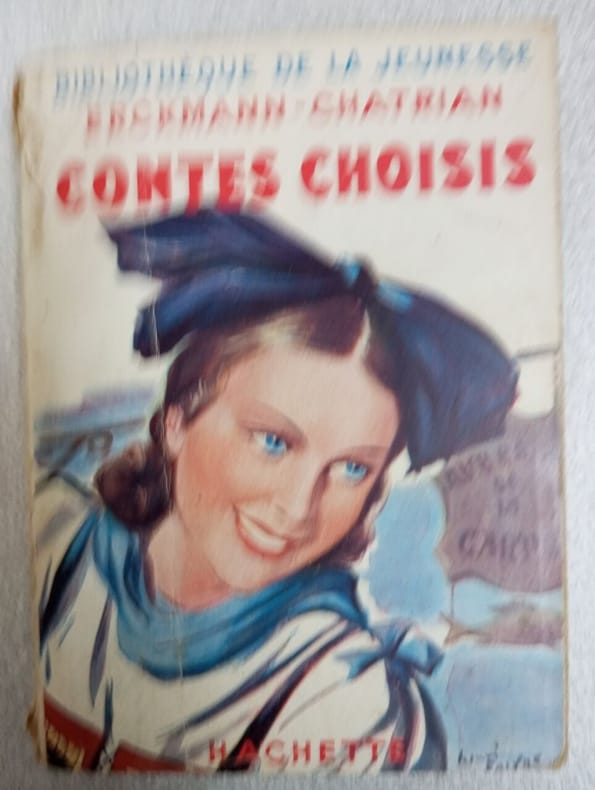 BIBLIOTHÈQUE DE LA JEUNESSE
ERCKMANN-CHATRIAN
CONTES CHOISIS
HACHETTE